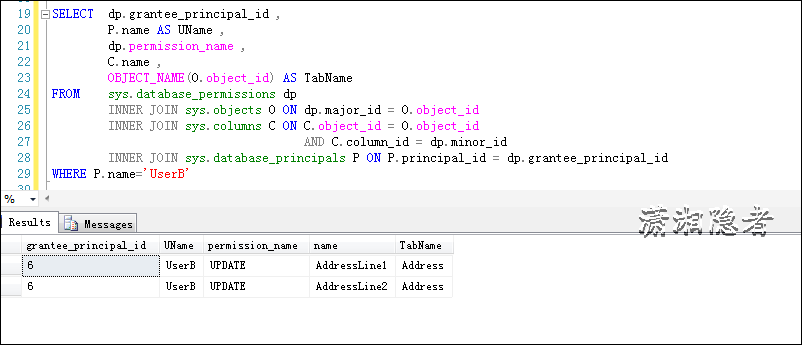 19 SELECT dp.grantee_principal_id ,
20 P.name AS UName ,
21 dp.permission_name ,
22 C.name ,
23 OBJECT_NAME(O.object_id) AS TabName
24 FROM sys.database_permissions dp
25 INNER JOIN sys.objects O ON dp.major_id = O.object_id
26 INNER JOIN sys.columns C ON C.object_id = O.object_id
27 AND C.column_id = dp.minor_id
28 INNER JOIN sys.database_principals P ON P.principal_id = dp.grantee_principal_id
29 WHERE P.name='UserB'
30
%
Results Messages
潇湘隐者
grantee_principal_id UName permission_name name TabName
6 UserB UPDATE AddressLine1 Address
6 UserB UPDATE AddressLine2 Address